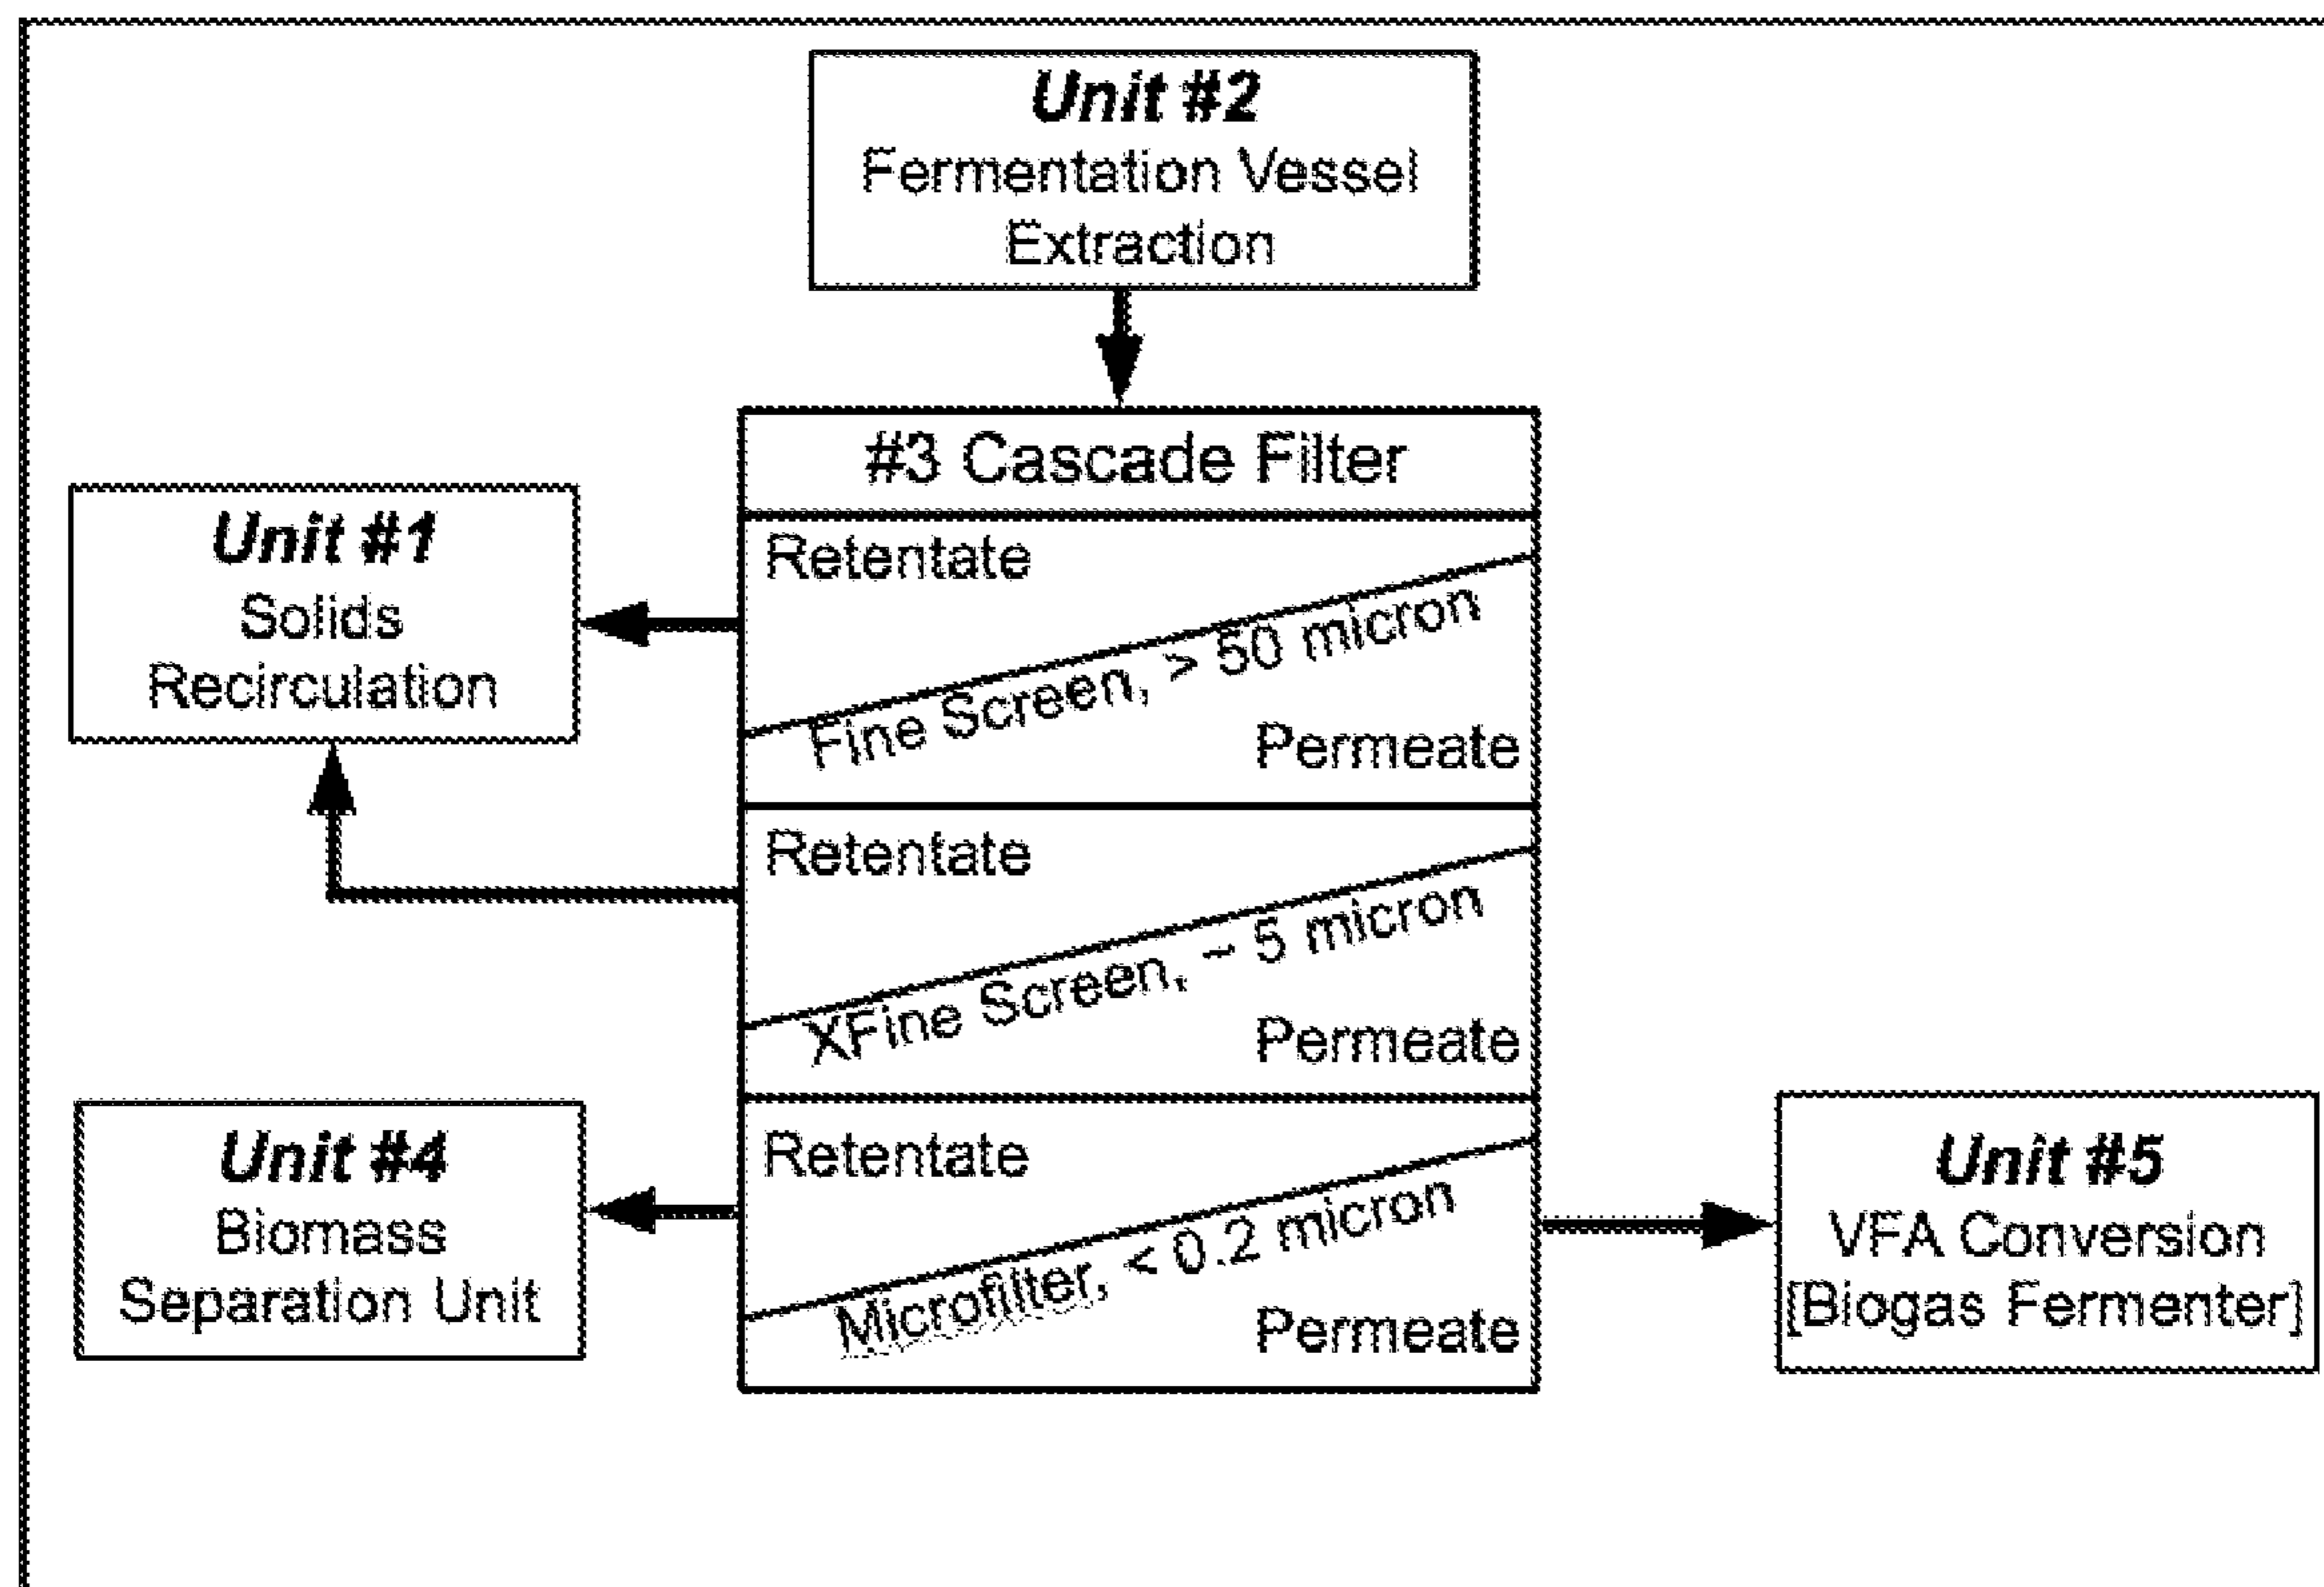 Unit #2
Fermentation Vessel
Extraction
#3 Cascade Filter
Unit #1
Solids
Recirculation
Retentate
Fine Screen, > 50 micron
Permeate
Retentate
XFine Screen, ~ 5 micron
Permeate
Unit #4
Biomass
Separation Unit
Retentate
Microfilter, < 0.2 micron
Permeate
Unit #5
VFA Conversion
[Biogas Fermenter]